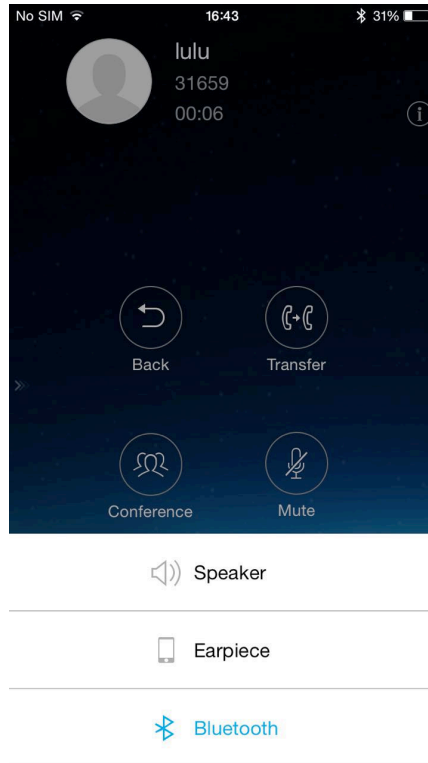 No SIM 16:43 31%
lulu
31659
00:06
Back Transfer
Conference Mute
Speaker
Earpiece
Bluetooth